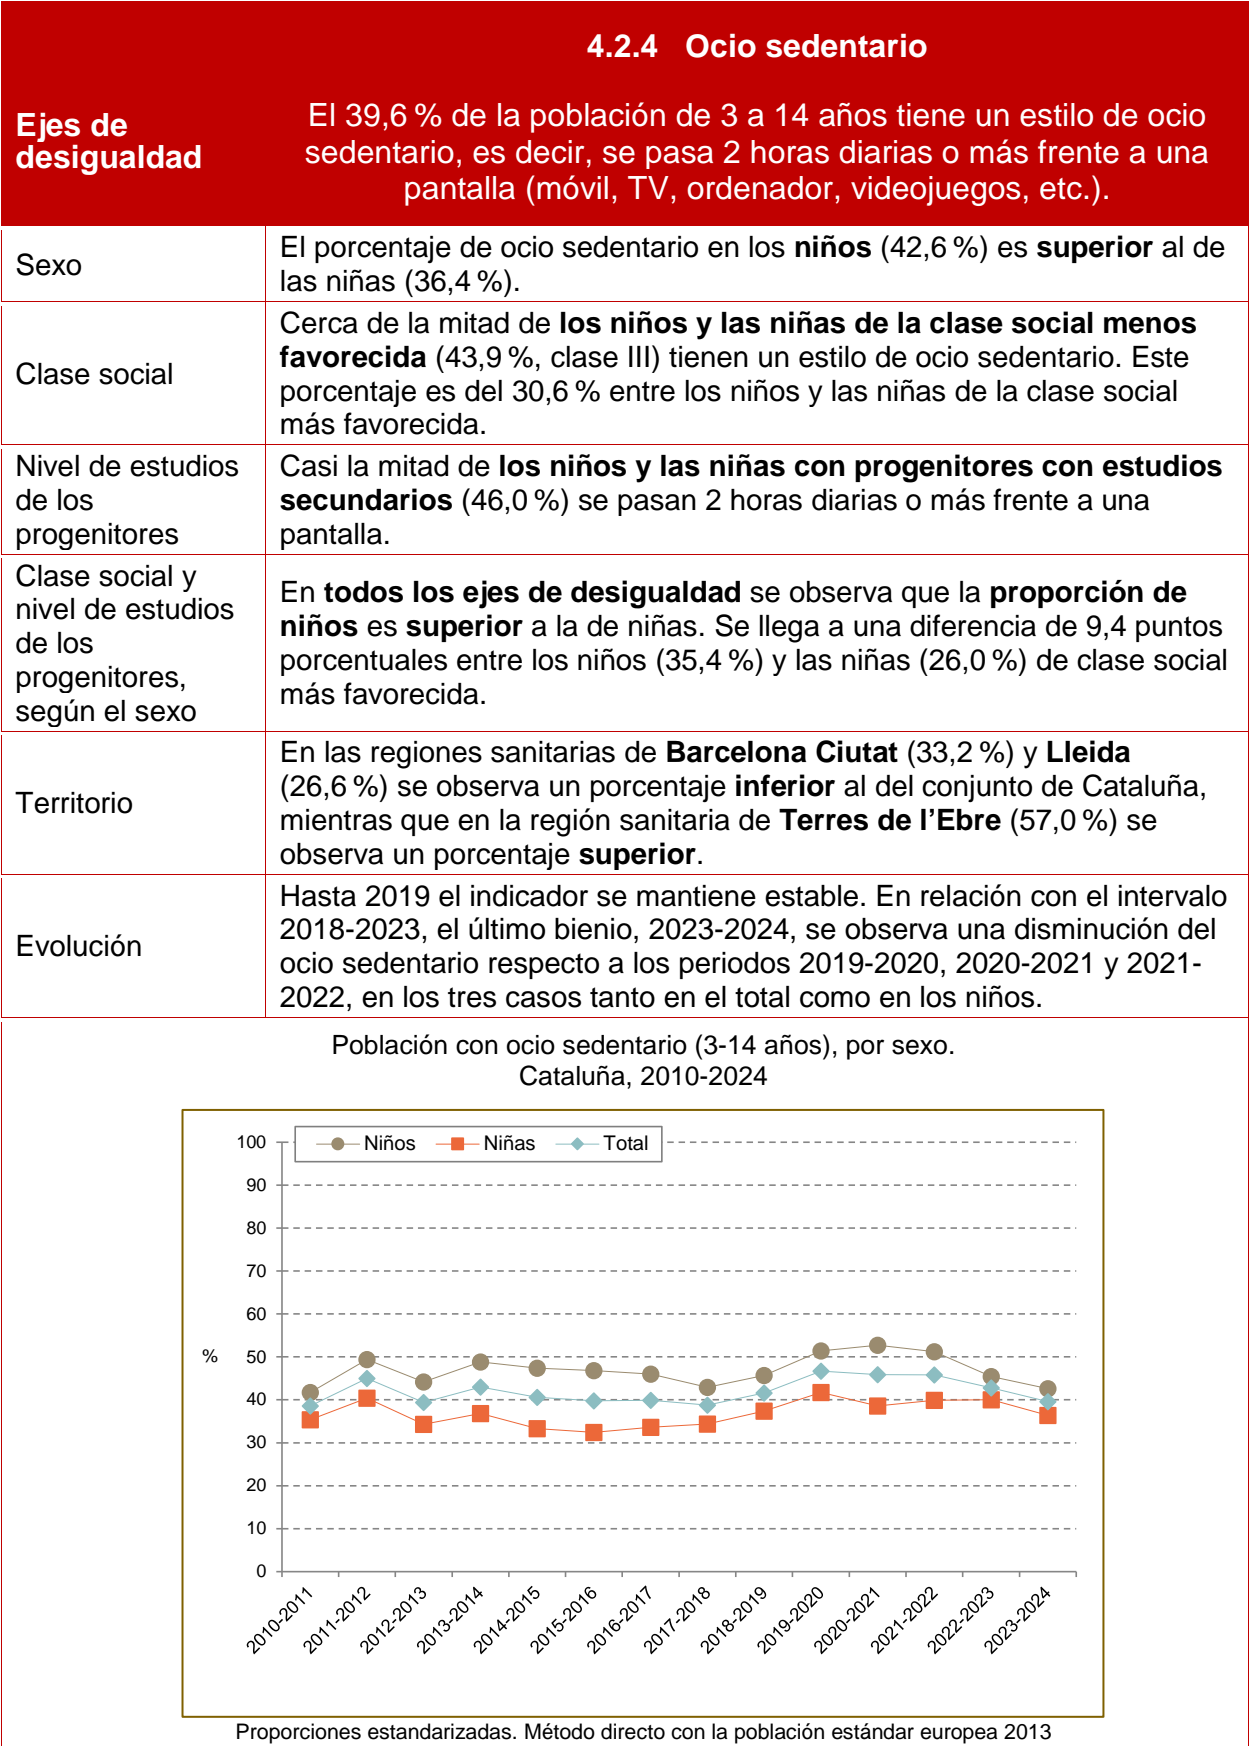 4.2.4 Ocio sedentario
Ejes de
desigualdad
El 39,6 % de la población de 3 a 14 años tiene un estilo de ocio
sedentario, es decir, se pasa 2 horas diarias o más frente a una
pantalla (móvil, TV, ordenador, videojuegos, etc.).
Sexo
El porcentaje de ocio sedentario en los niños (42,6 %) es superior al de
las niñas (36,4 %).
Clase social
Cerca de la mitad de los niños y las niñas de la clase social menos
favorecida (43,9 %, clase III) tienen un estilo de ocio sedentario. Este
porcentaje es del 30,6 % entre los niños y las niñas de la clase social
más favorecida.
Nivel de estudios
de los
progenitores
Casi la mitad de los niños y las niñas con progenitores con estudios
secundarios (46,0 %) se pasan 2 horas diarias o más frente a una
pantalla.
Clase social y
nivel de estudios
de los
progenitores,
según el sexo
En todos los ejes de desigualdad se observa que la proporción de
niños es superior a la de niñas. Se llega a una diferencia de 9,4 puntos
porcentuales entre los niños (35,4 %) y las niñas (26,0 %) de clase social
más favorecida.
Territorio
En las regiones sanitarias de Barcelona Ciutat (33,2 %) y Lleida
(26,6 %) se observa un porcentaje inferior al del conjunto de Cataluña,
mientras que en la región sanitaria de Terres de l’Ebre (57,0 %) se
observa un porcentaje superior.
Evolución
Hasta 2019 el indicador se mantiene estable. En relación con el intervalo
2018-2023, el último bienio, 2023-2024, se observa una disminución del
ocio sedentario respecto a los periodos 2019-2020, 2020-2021 y 2021-
2022, en los tres casos tanto en el total como en los niños.
Población con ocio sedentario (3-14 años), por sexo.
Cataluña, 2010-2024
Niños Niñas Total
100
90
80
70
60
50
40
30
20
10
0
%
2010-2011
2011-2012
2012-2013
2013-2014
2014-2015
2015-2016
2016-2017
2017-2018
2018-2019
2019-2020
2020-2021
2021-2022
2022-2023
2023-2024
Proporciones estandarizadas. Método directo con la población estándar europea 2013